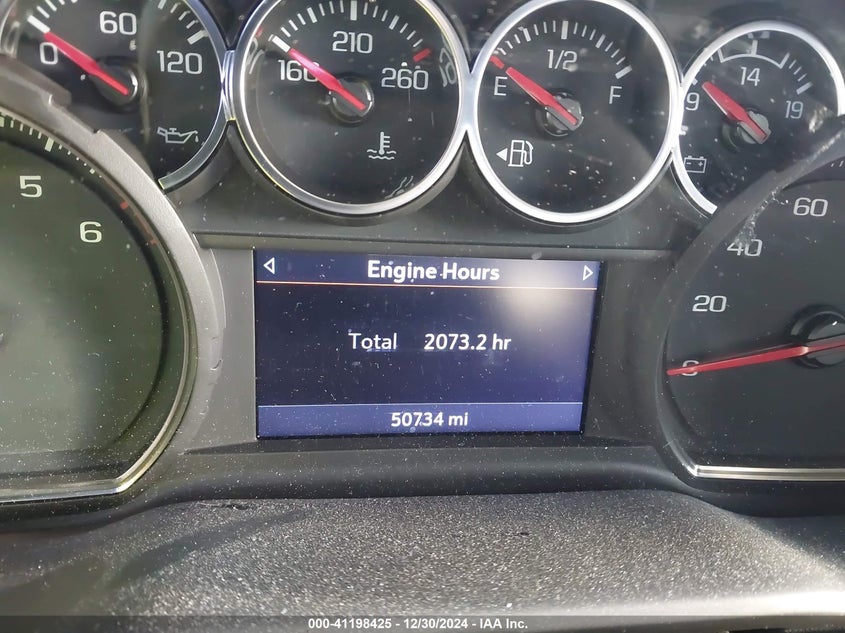 0 60 120
160 210 260
E 1/2 F
9 14 19
5 6
0 20 40 60
Engine Hours
Total 2073.2 hr
50734 mi
000-41198425 - 12/30/2024 - IAA Inc.